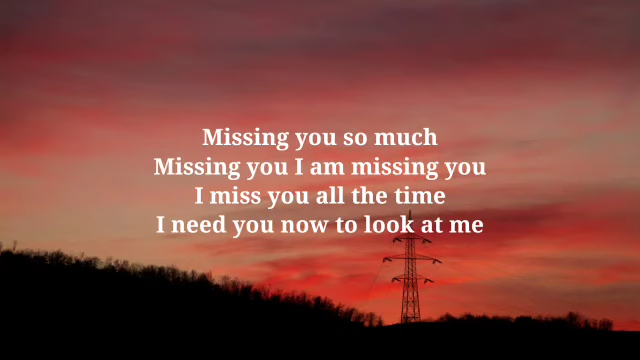 Missing you so much
Missing you I am missing you
I miss you all the time
I need you now to look at me